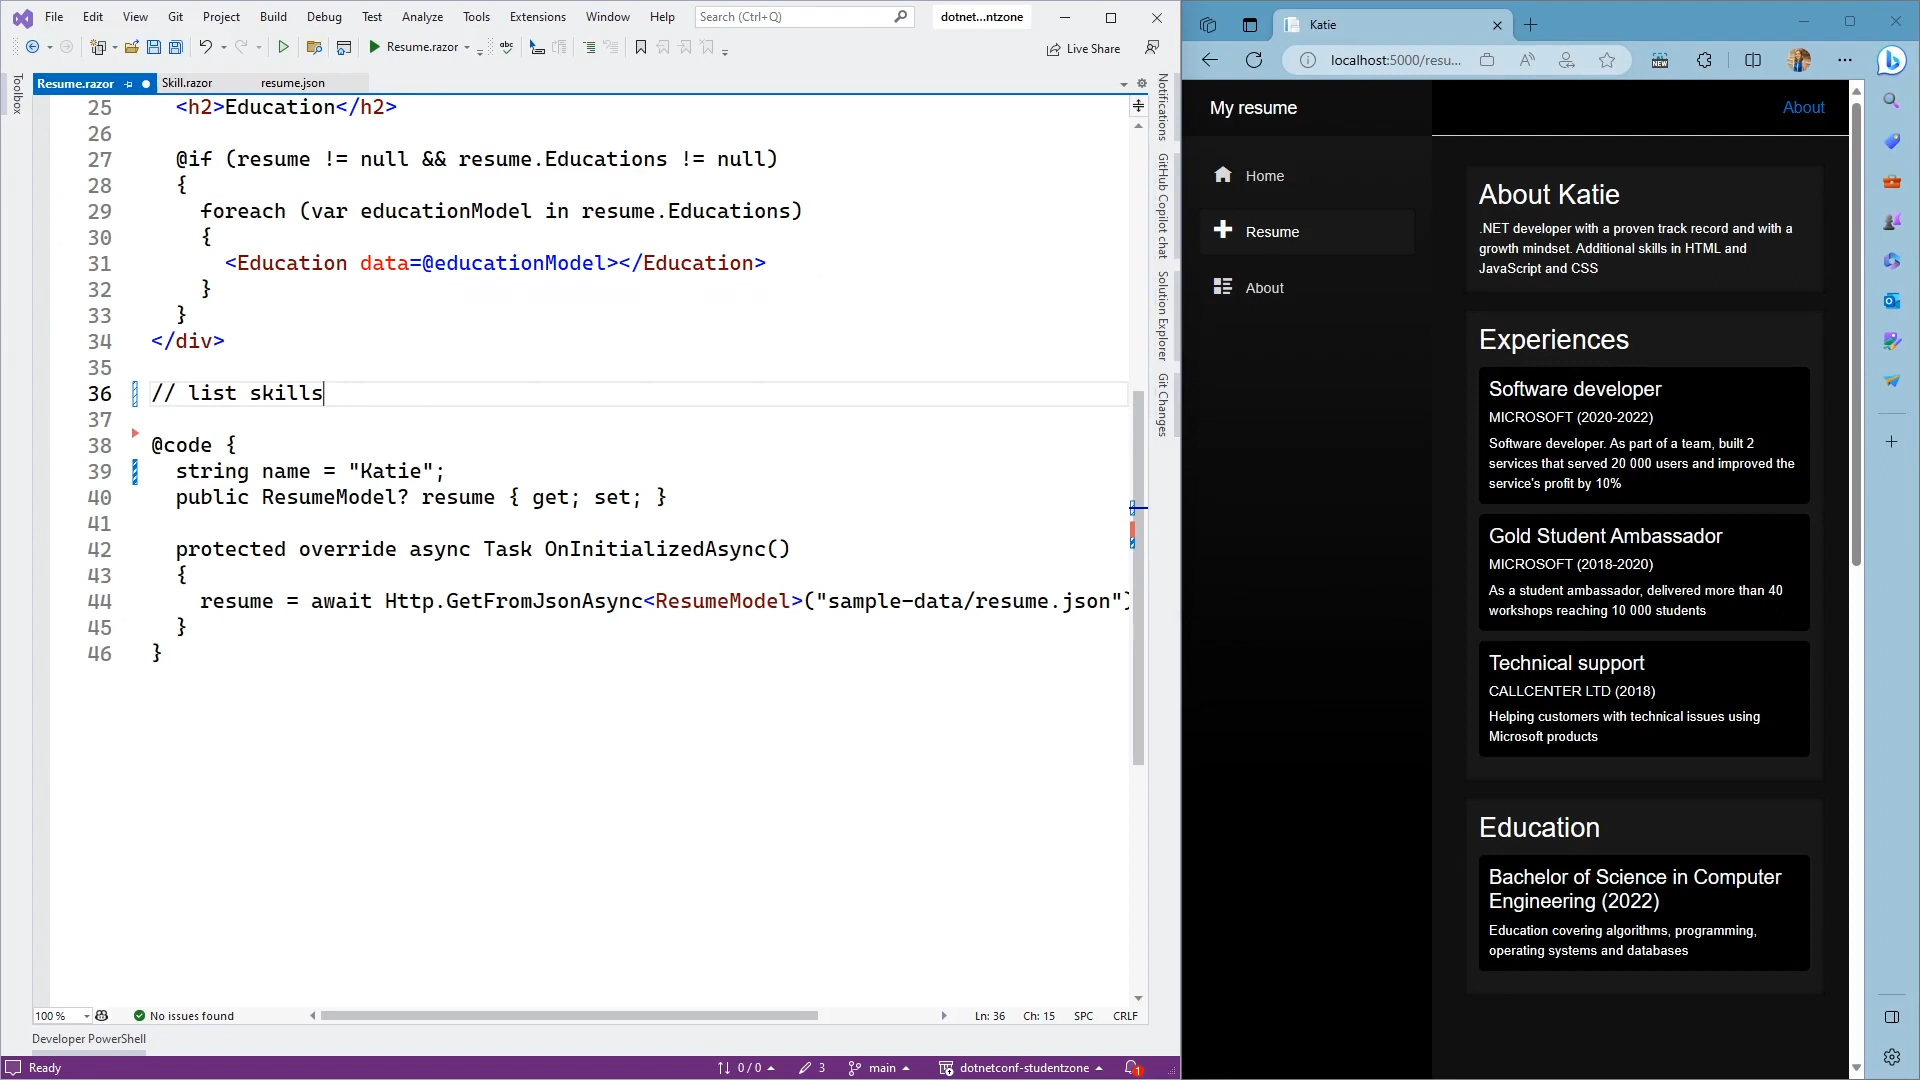 File Edit View Git Project Build Debug Test Analyze Tools Extensions Window Help Search (Ctrl+Q) dotnet...ntzone
Resume.razor Live Share
Toolbox
Resume.razor Skill.razor resume.json
25 <h2>Education</h2>
26
27 @if (resume != null && resume.Educations != null)
28 {
29 foreach (var educationModel in resume.Educations)
30 {
31 <Education data=@educationModel></Education>
32 }
33 }
34 </div>
35
36 // list skills
37
38 @code {
39 string name = "Katie";
40 public ResumeModel? resume { get; set; }
41
42 protected override async Task OnInitializedAsync()
43 {
44 resume = await Http.GetFromJsonAsync<ResumeModel>("sample-data/resume.json")
45 }
46 }
Notifications
GitHub Copilot chat
Solution Explorer
Git Changes
100 % No issues found Ln: 36 Ch: 15 SPC CRLF
Developer PowerShell
Ready 0 / 0 3 main dotnetconf-studentzone 1
Katie
localhost:5000/resu... NEW
My resume
About
Home
Resume
About
About Katie
.NET developer with a proven track record and with a
growth mindset. Additional skills in HTML and
JavaScript and CSS
Experiences
Software developer
MICROSOFT (2020-2022)
Software developer. As part of a team, built 2
services that served 20 000 users and improved the
service's profit by 10%
Gold Student Ambassador
MICROSOFT (2018-2020)
As a student ambassador, delivered more than 40
workshops reaching 10 000 students
Technical support
CALLCENTER LTD (2018)
Helping customers with technical issues using
Microsoft products
Education
Bachelor of Science in Computer
Engineering (2022)
Education covering algorithms, programming,
operating systems and databases